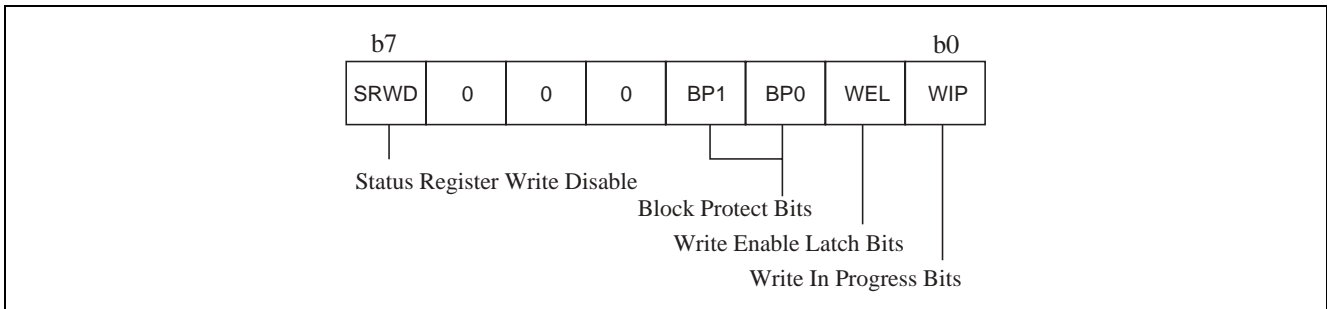 b7 b0
SRWD 0 0 0 BP1 BP0 WEL WIP
Status Register Write Disable
Block Protect Bits
Write Enable Latch Bits
Write In Progress Bits